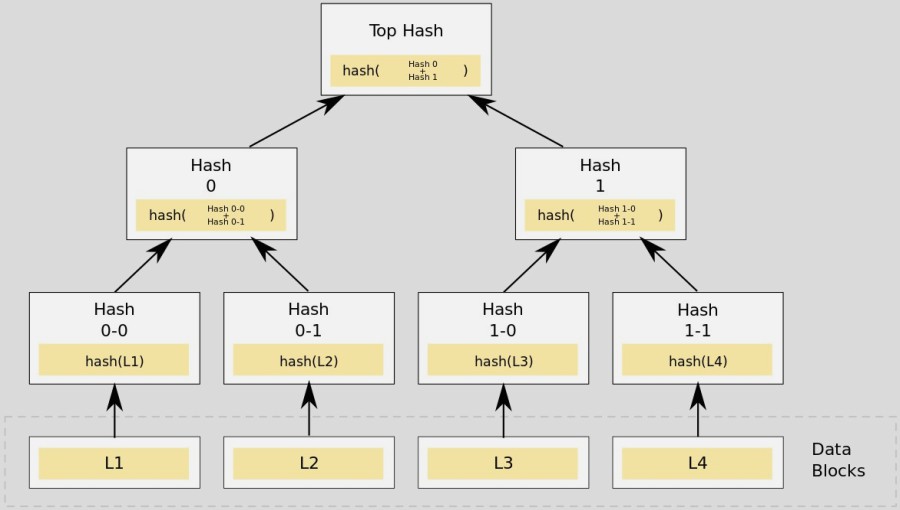 Top Hash
hash( Hash 0 + Hash 1 )
Hash
0
hash( Hash 0-0 + Hash 0-1 )
Hash
1
hash( Hash 1-0 + Hash 1-1 )
Hash
0-0
hash(L1)
Hash
0-1
hash(L2)
Hash
1-0
hash(L3)
Hash
1-1
hash(L4)
L1
L2
L3
L4
Data
Blocks